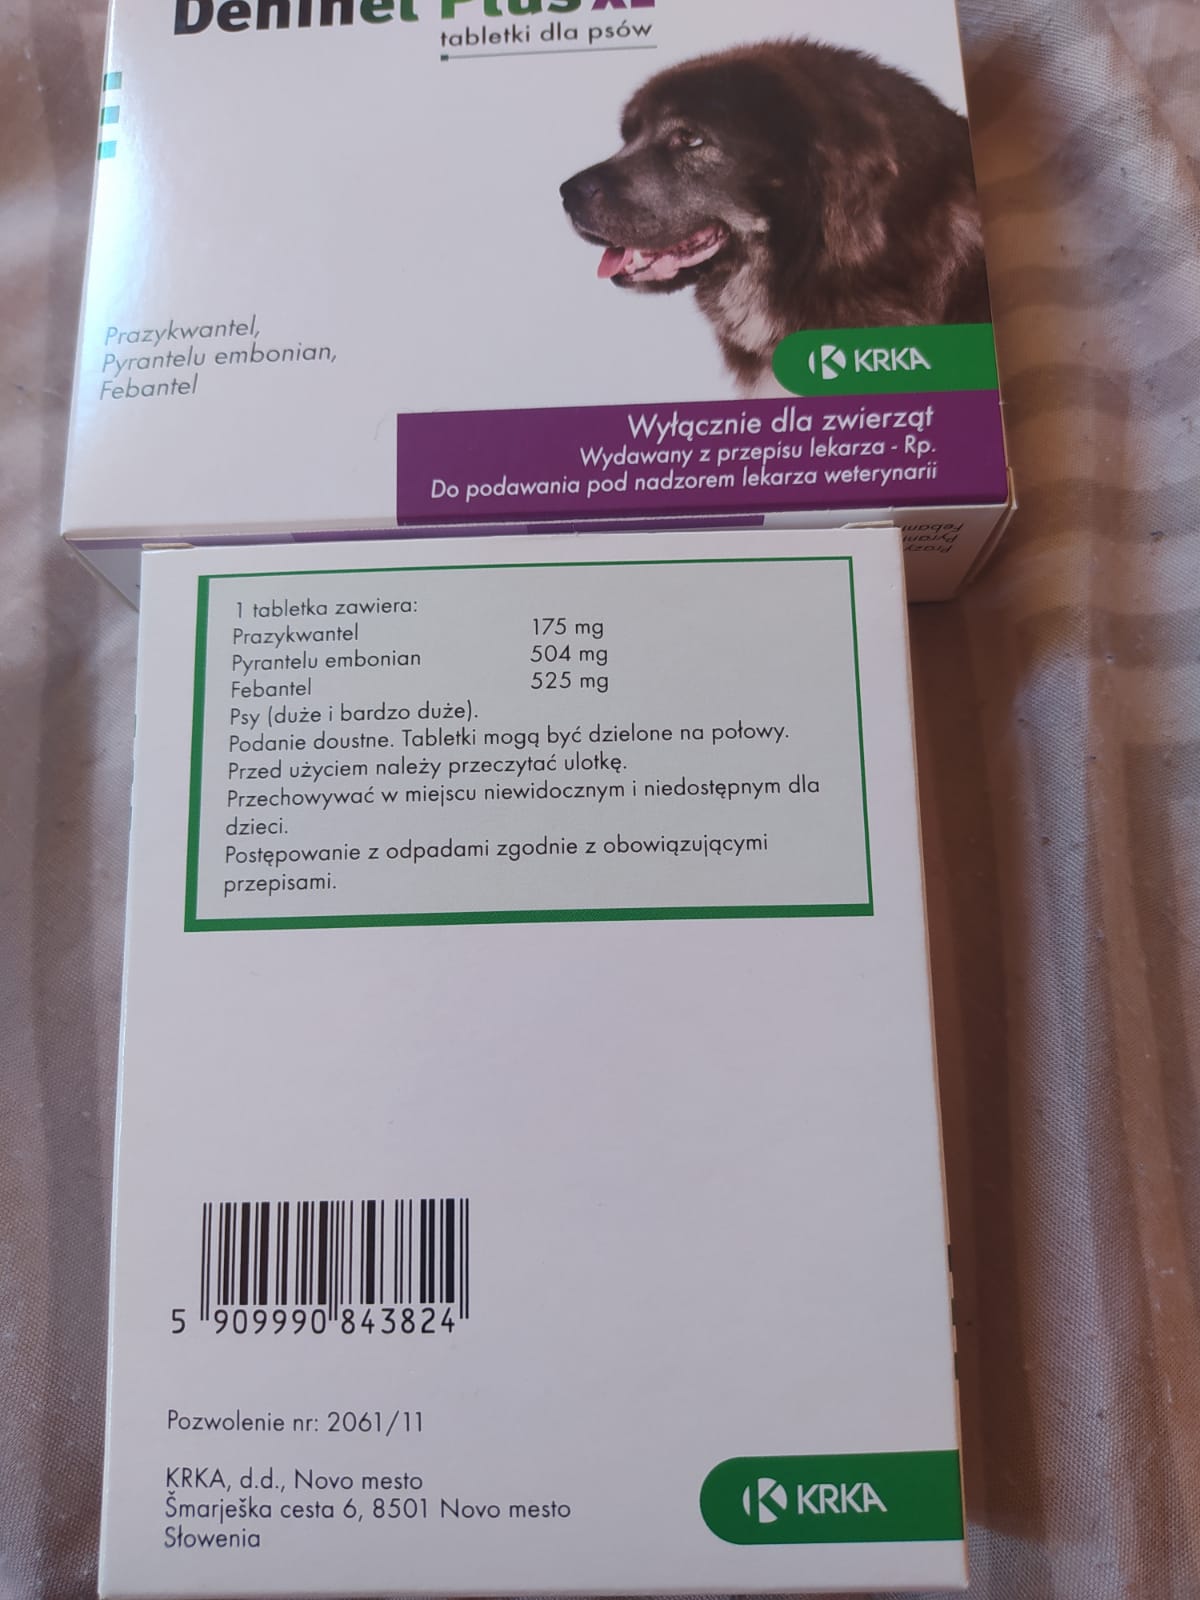 Dehinel Plus XL
tabletki dla psów
Prazykwantel,
Pyrantelu embonian,
Febantel
KRKA
Wyłącznie dla zwierząt
Wydawany z przepisu lekarza - Rp.
Do podawania pod nadzorem lekarza weterynarii
1 tabletka zawiera:
Prazykwantel 175 mg
Pyrantelu embonian 504 mg
Febantel 525 mg
Psy (duże i bardzo duże).
Podanie doustne. Tabletki mogą być dzielone na połowy.
Przed użyciem należy przeczytać ulotkę.
Przechowywać w miejscu niewidocznym i niedostępnym dla
dzieci.
Postępowanie z odpadami zgodnie z obowiązującymi
przepisami.
5 909990 843824
Pozwolenie nr: 2061/11
KRKA, d.d., Novo mesto
Šmarješka cesta 6, 8501 Novo mesto
Słowenia
KRKA